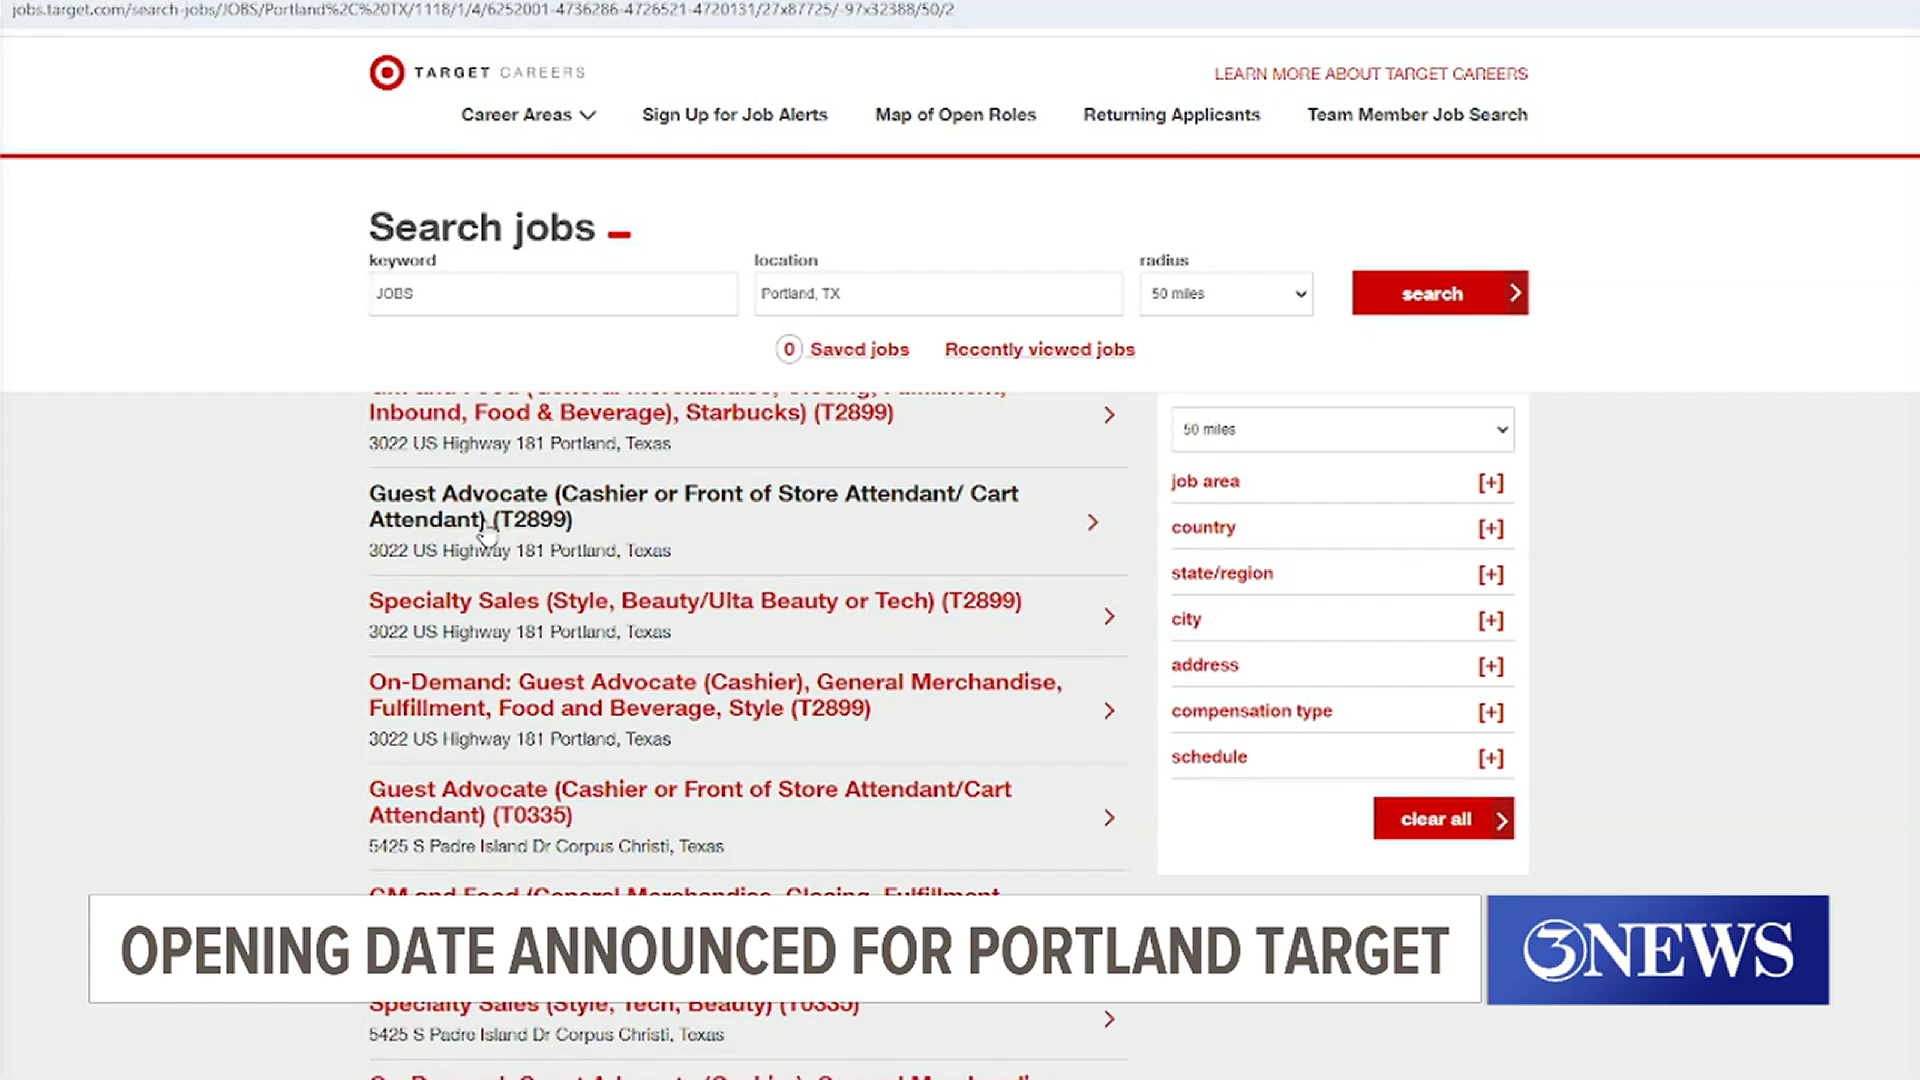 jobs.target.com/search-jobs/JOBS/Portland%2C%20TX/1118/1/4/6252001-4736286-4726521-4720131/27x87725/-97x32388/50/2
TARGET CAREERS
LEARN MORE ABOUT TARGET CAREERS
Career Areas
Sign Up for Job Alerts
Map of Open Roles
Returning Applicants
Team Member Job Search
Search jobs
keyword
location
radius
JOBS
Portland, TX
50 miles
search
0 Saved jobs
Recently viewed jobs
Inbound, Food & Beverage), Starbucks) (T2899)
3022 US Highway 181 Portland, Texas
Guest Advocate (Cashier or Front of Store Attendant/ Cart
Attendant) (T2899)
3022 US Highway 181 Portland, Texas
Specialty Sales (Style, Beauty/Ulta Beauty or Tech) (T2899)
3022 US Highway 181 Portland, Texas
On-Demand: Guest Advocate (Cashier), General Merchandise,
Fulfillment, Food and Beverage, Style (T2899)
3022 US Highway 181 Portland, Texas
Guest Advocate (Cashier or Front of Store Attendant/Cart
Attendant) (T0335)
5425 S Padre Island Dr Corpus Christi, Texas
GM and Food (General Merchandise, Closing, Fulfillment,
50 miles
job area [+]
country [+]
state/region [+]
city [+]
address [+]
compensation type [+]
schedule [+]
clear all
OPENING DATE ANNOUNCED FOR PORTLAND TARGET
3NEWS
Specialty Sales (Style, Tech, Beauty) (T0335)
5425 S Padre Island Dr Corpus Christi, Texas